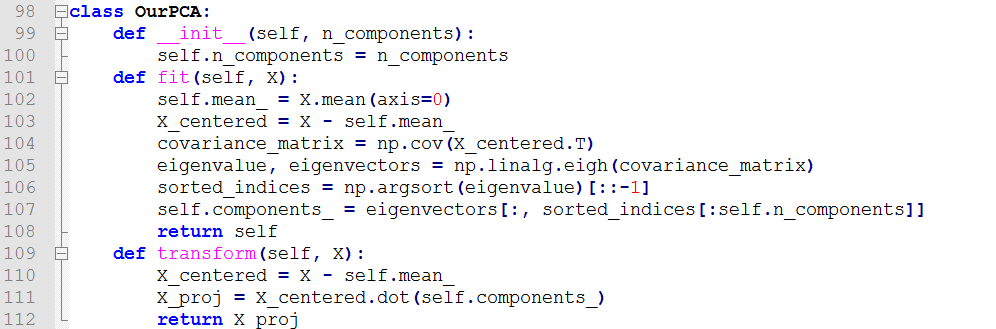 98 class OurPCA:
99 def __init__(self, n_components):
100 self.n_components = n_components
101 def fit(self, X):
102 self.mean_ = X.mean(axis=0)
103 X_centered = X - self.mean_
104 covariance_matrix = np.cov(X_centered.T)
105 eigenvalue, eigenvectors = np.linalg.eigh(covariance_matrix)
106 sorted_indices = np.argsort(eigenvalue)[::-1]
107 self.components_ = eigenvectors[:, sorted_indices[:self.n_components]]
108 return self
109 def transform(self, X):
110 X_centered = X - self.mean_
111 X_proj = X_centered.dot(self.components_)
112 return X_proj